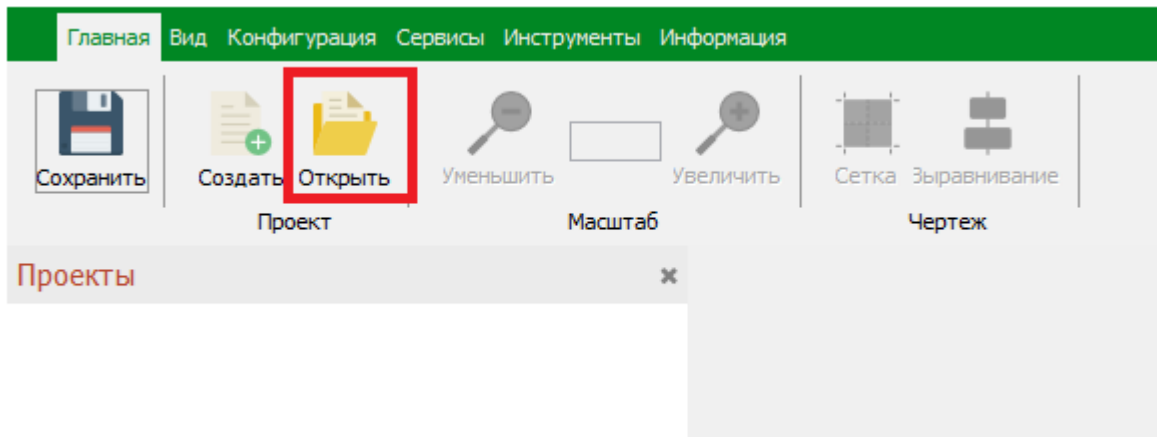 Главная Вид Конфигурация Сервисы Инструменты Информация
Сохранить Создать Открыть Уменьшить Увеличить Сетка Выравнивание
Проект Масштаб Чертеж
Проекты